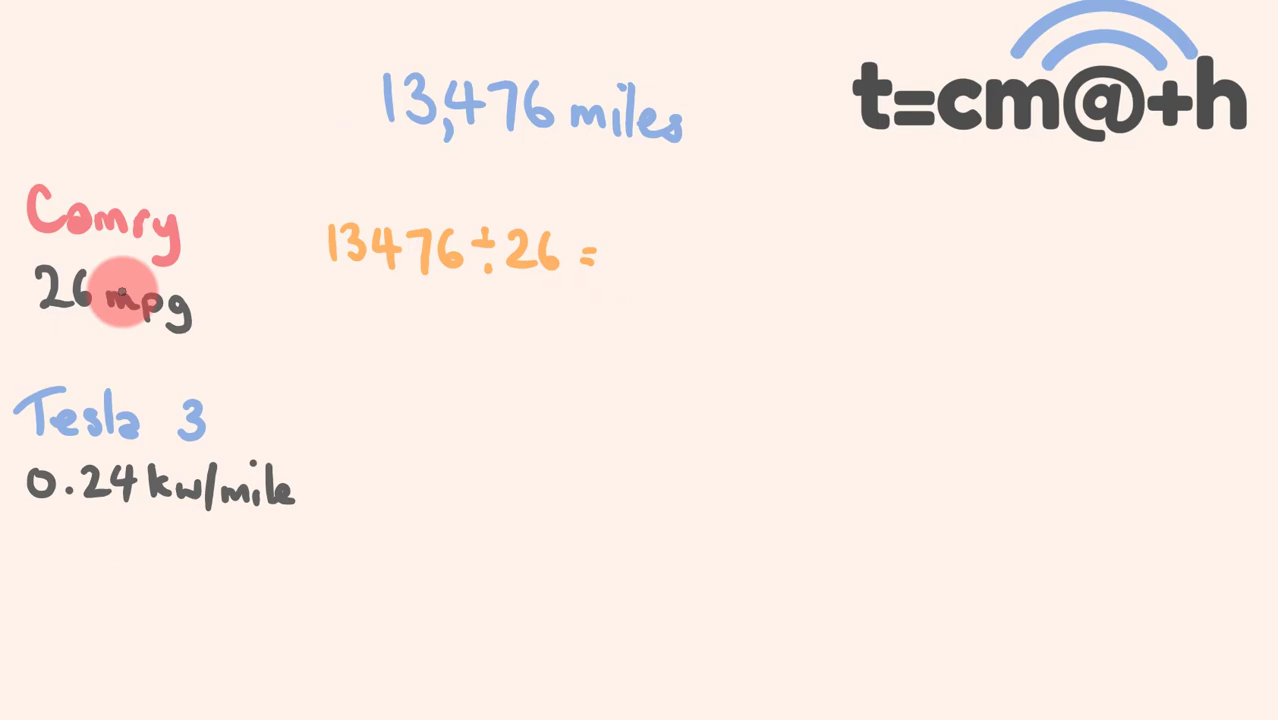 t=cm@+h
13,476 miles
Camry
13476÷26 =
26 mpg
Tesla 3
0.24 kw/mile